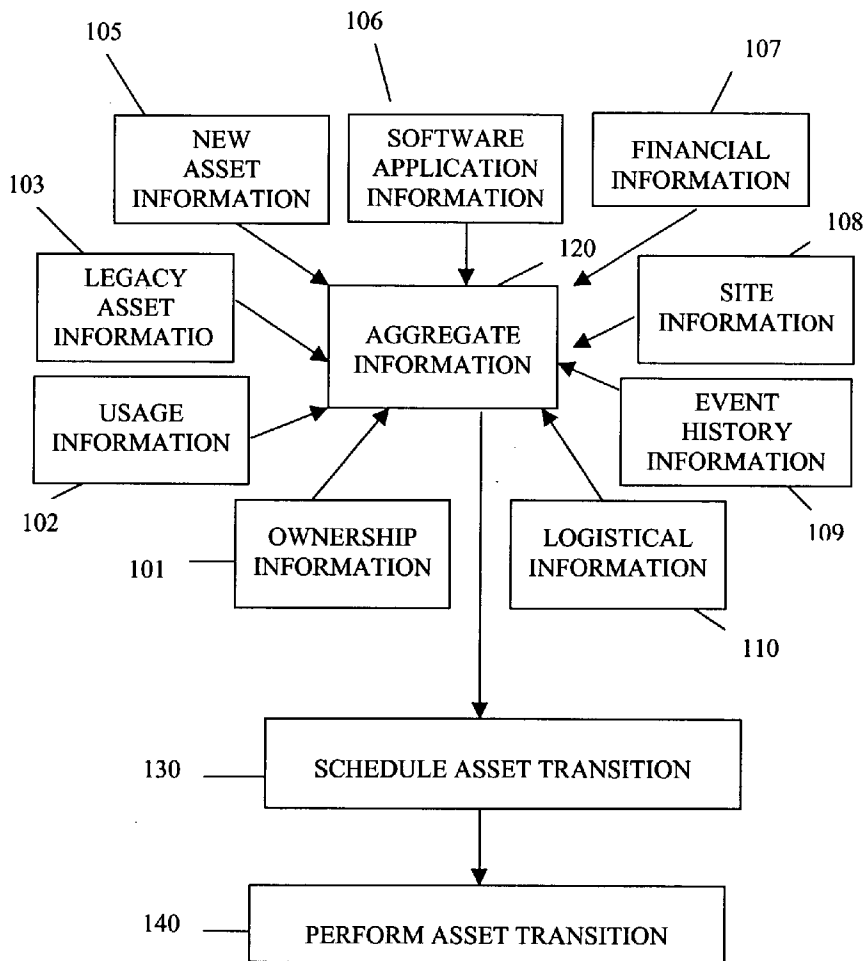 105
106
107
NEW
ASSET
INFORMATION
SOFTWARE
APPLICATION
INFORMATION
FINANCIAL
INFORMATION
103
108
LEGACY
ASSET
INFORMATIO
120
AGGREGATE
INFORMATION
SITE
INFORMATION
USAGE
INFORMATION
EVENT
HISTORY
INFORMATION
102
109
101
OWNERSHIP
INFORMATION
LOGISTICAL
INFORMATION
110
130
SCHEDULE ASSET TRANSITION
140
PERFORM ASSET TRANSITION